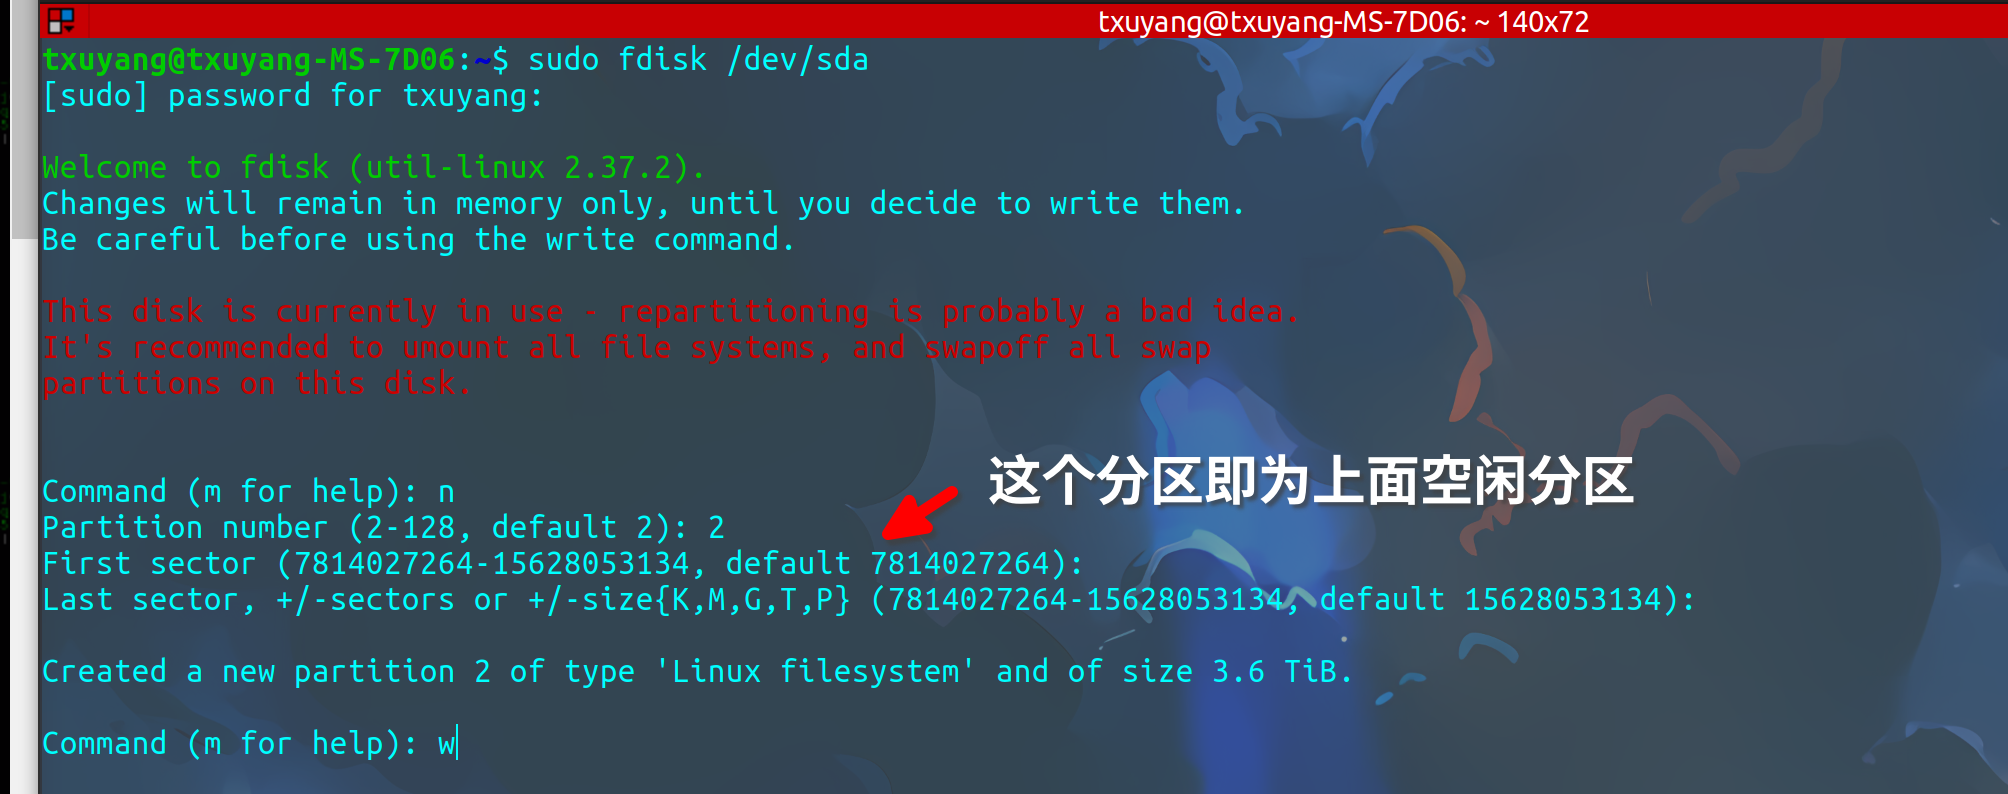 txuyang@txuyang-MS-7D06: ~ 140x72
txuyang@txuyang-MS-7D06:~$ sudo fdisk /dev/sda
[sudo] password for txuyang:
Welcome to fdisk (util-linux 2.37.2).
Changes will remain in memory only, until you decide to write them.
Be careful before using the write command.
This disk is currently in use - repartitioning is probably a bad idea.
It's recommended to umount all file systems, and swapoff all swap
partitions on this disk.
这个分区即为上面空闲分区
Command (m for help): n
Partition number (2-128, default 2): 2
First sector (7814027264-15628053134, default 7814027264):
Last sector, +/-sectors or +/-size{K,M,G,T,P} (7814027264-15628053134, default 15628053134):
Created a new partition 2 of type 'Linux filesystem' and of size 3.6 TiB.
Command (m for help): w